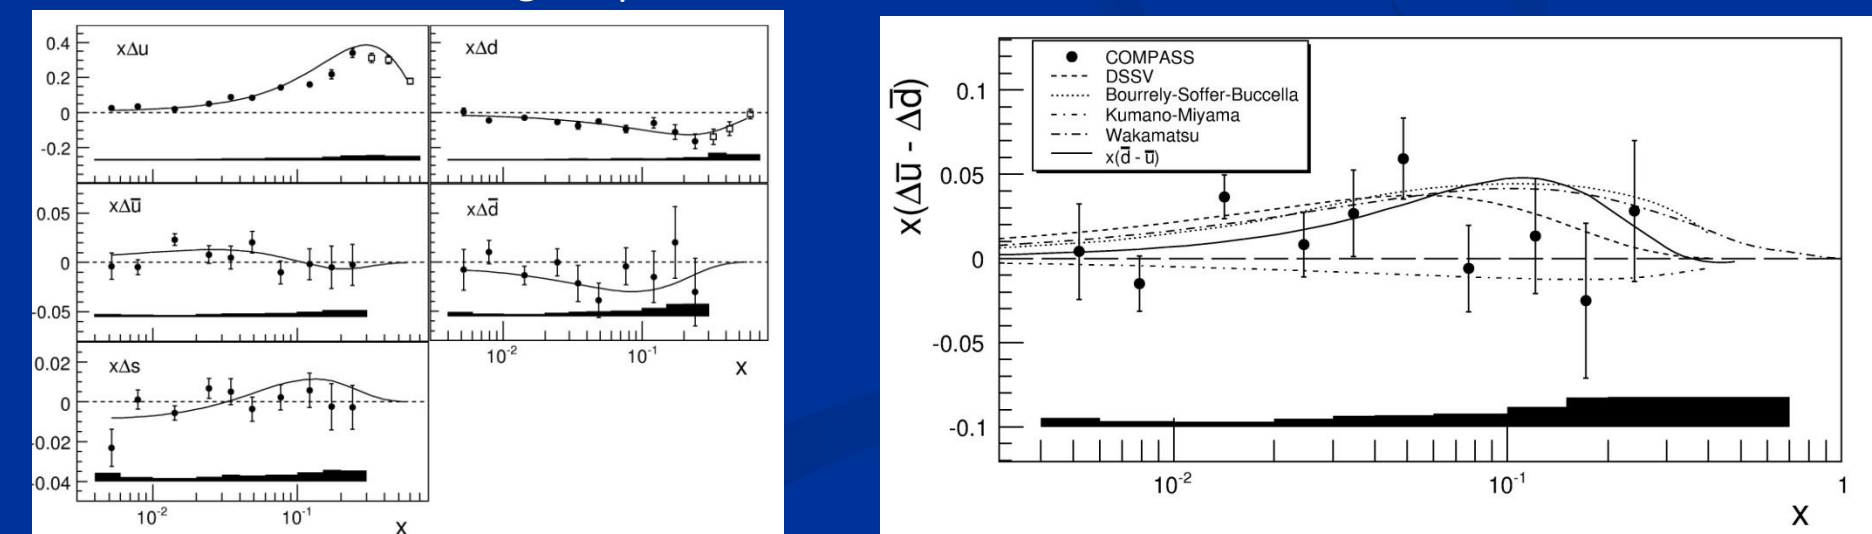 xΔu
0.4
0.2
0
-0.2
xΔd
xΔu̅
0.05
0
-0.05
xΔd̅
10⁻² 10⁻¹
x
xΔs
0.02
0
-0.02
-0.04
10⁻² 10⁻¹
x
COMPASS
DSSV
Bourrely-Soffer-Buccella
Kumano-Miyama
Wakamatsu
x(d̅ - u̅)
x(Δu̅ - Δd̅)
0.1
0.05
0
-0.05
-0.1
10⁻² 10⁻¹ 1
x